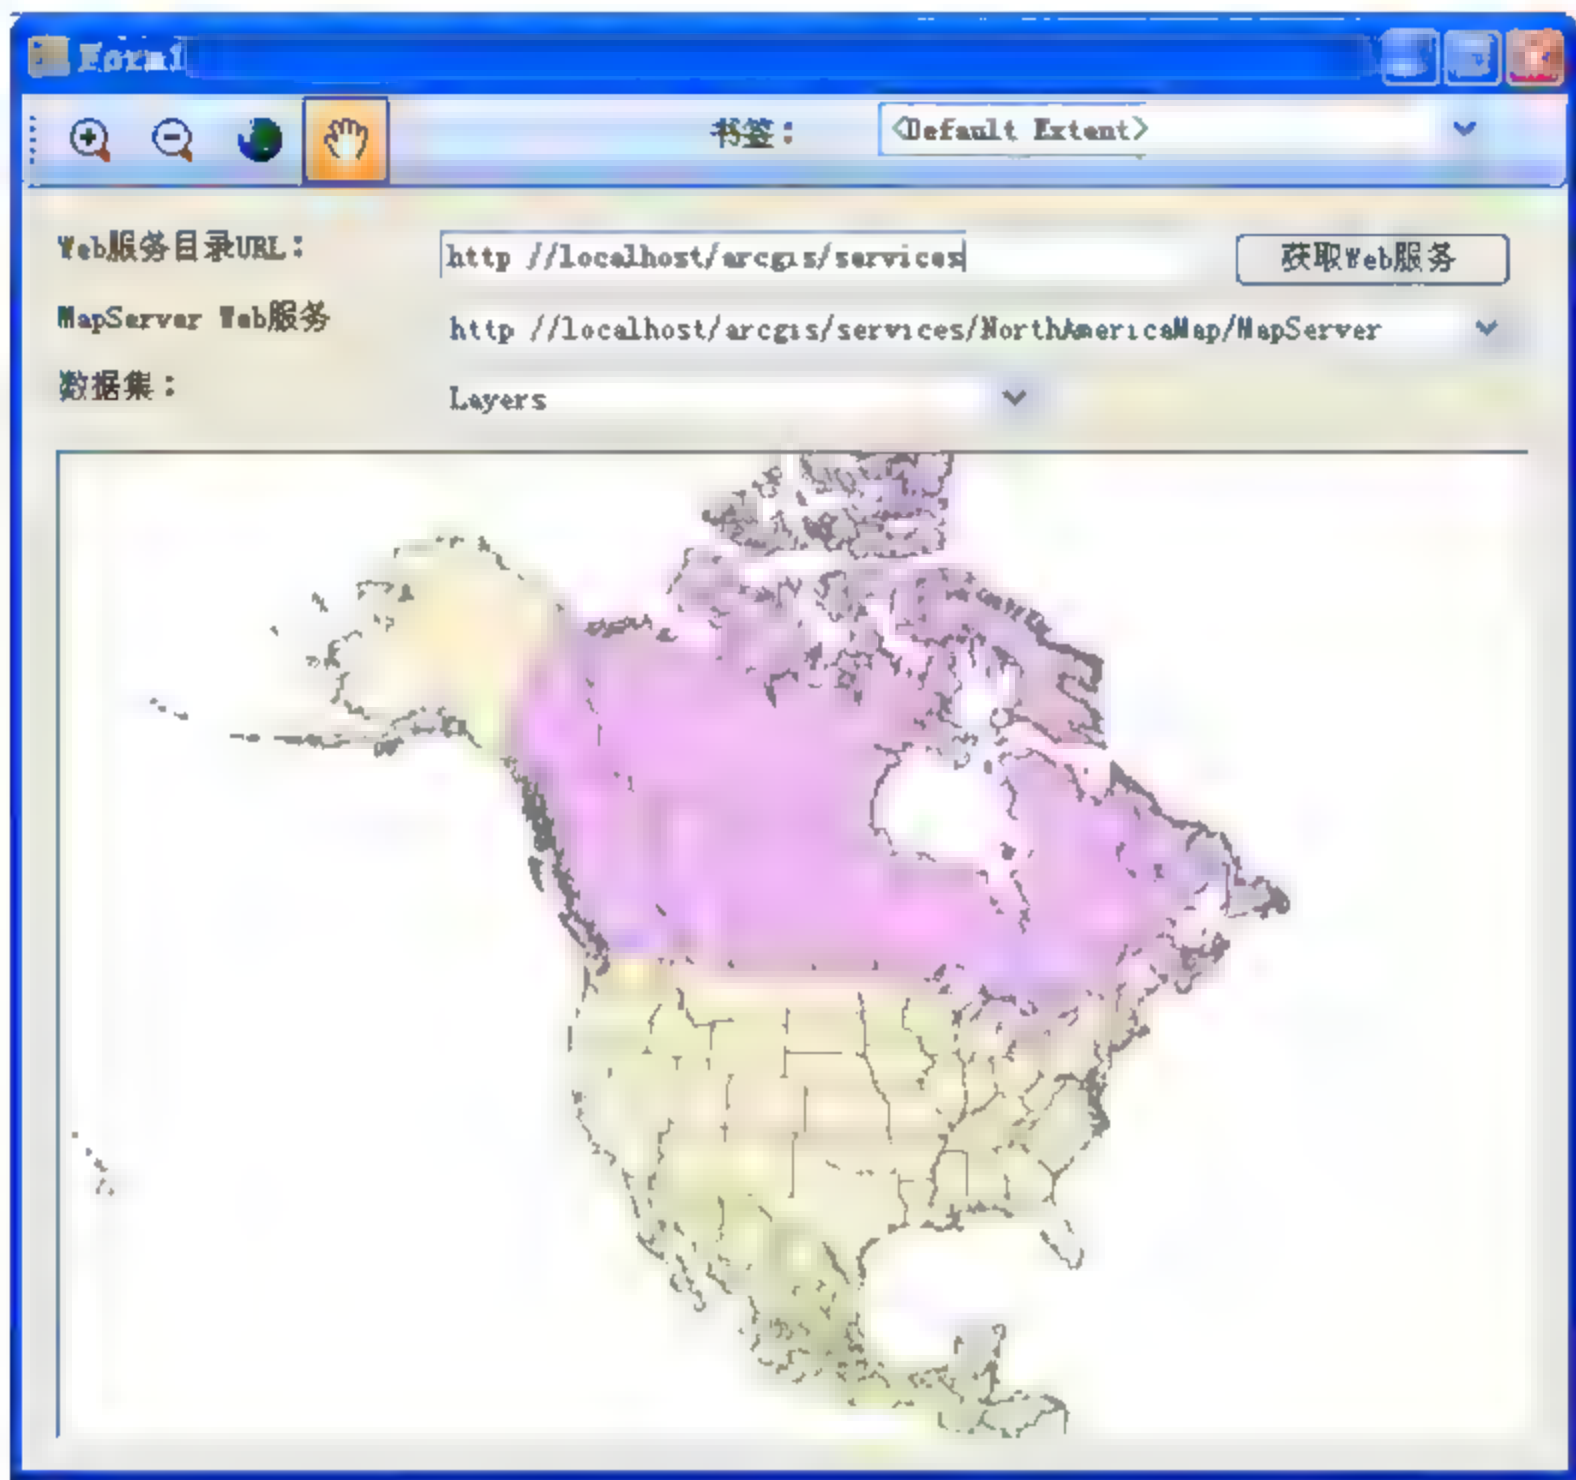 Form1
书签： <Default Extent>
Web服务目录URL： http //localhost/arcgis/services 获取Web服务
MapServer Web服务 http //localhost/arcgis/services/NorthAmericaMap/MapServer
数据集： Layers